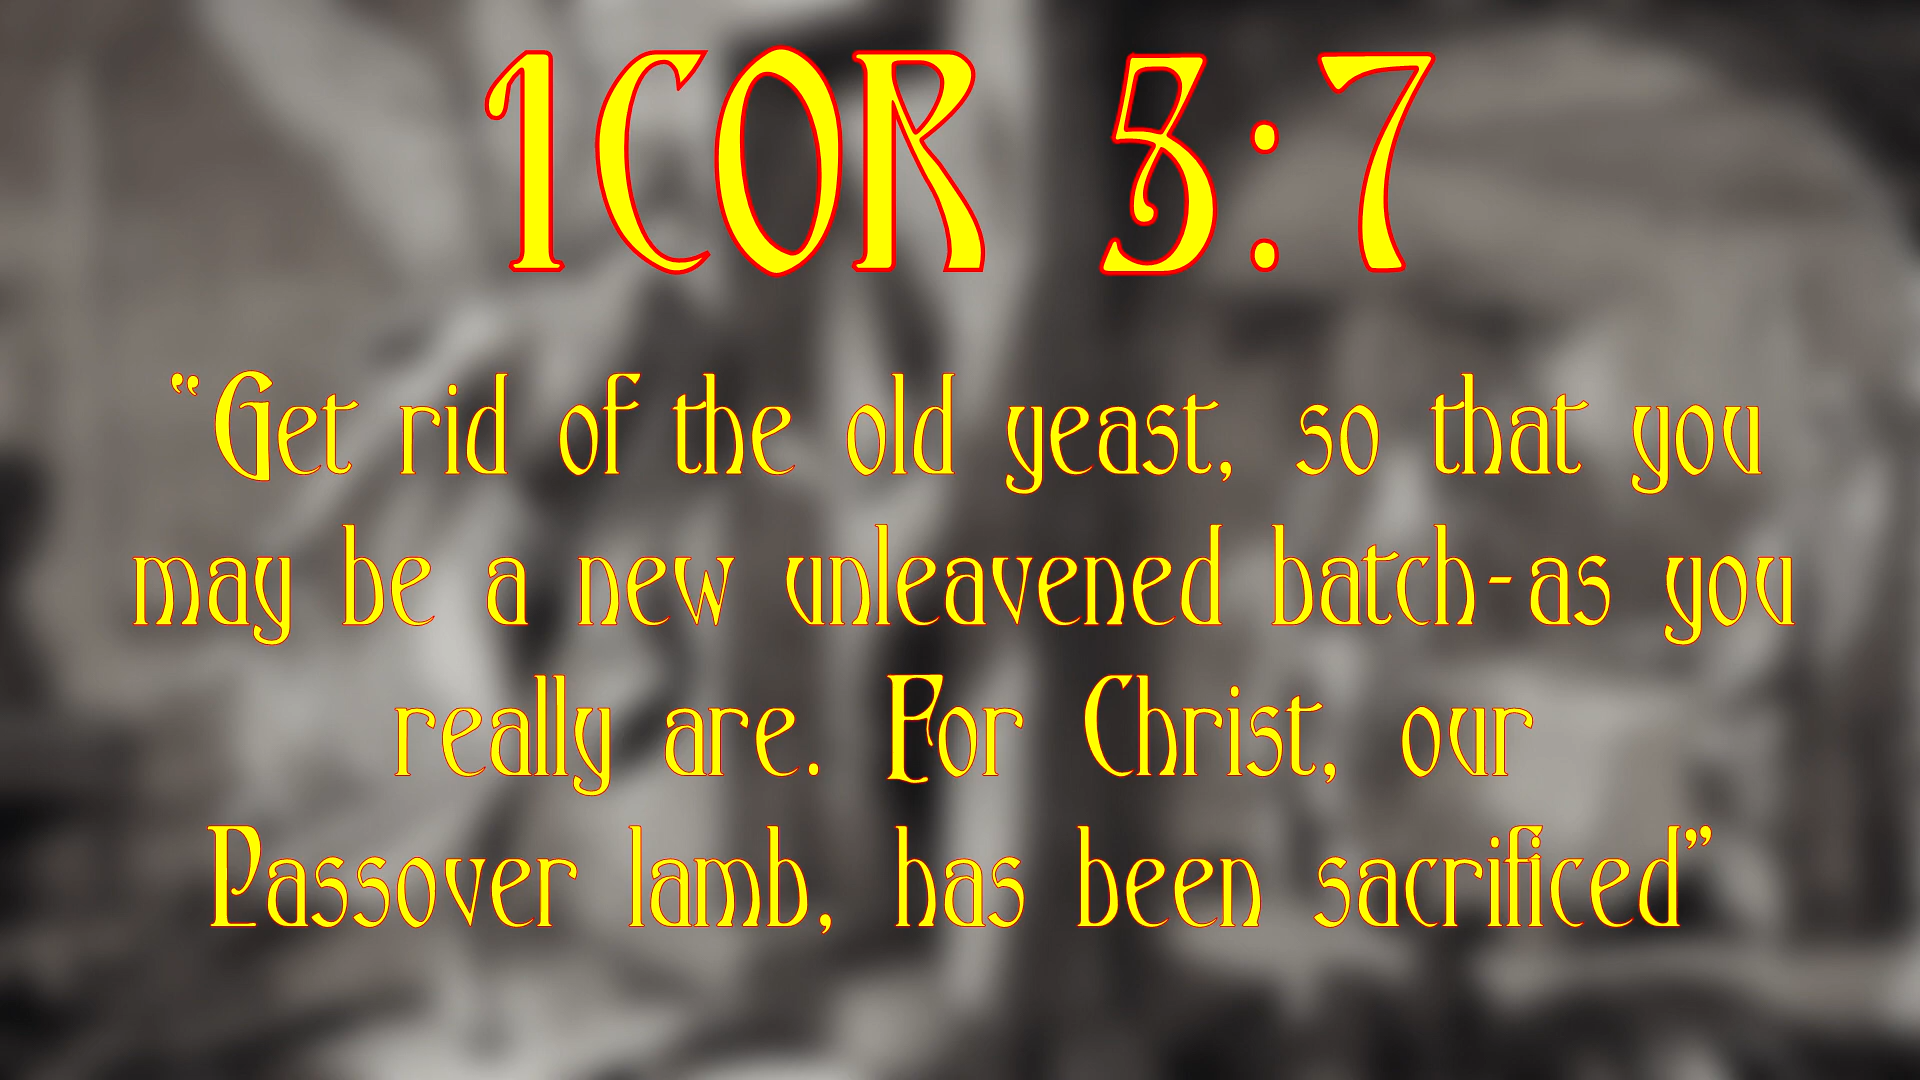 1COR 5:7
“Get rid of the old yeast, so that you
may be a new unleavened batch-as you
really are. For Christ, our
Passover lamb, has been sacrificed”